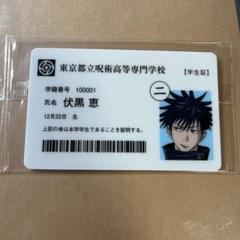 東京都立呪術高等専門学校
【学生証】
学籍番号 100001
二
氏名 伏黒 恵
12月22日 生
上記の者は本学学生であることを証明する。